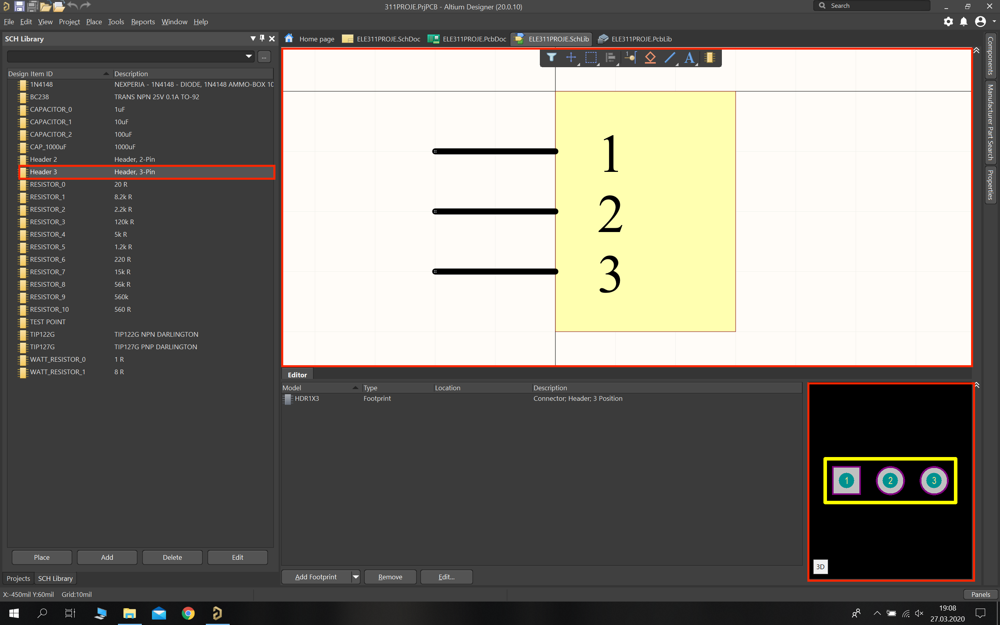 311PROJE.PrjPCB - Altium Designer (20.0.10)
Search
File Edit View Project Place Tools Reports Window Help
SCH Library
Home page ELE311PROJE.SchDoc ELE311PROJE.PcbDoc ELE311PROJE.SchLib ELE311PROJE.PcbLib
...
Design Item ID Description
1N4148 NEXPERIA - 1N4148 - DIODE, 1N4148 AMMO-BOX 10
BC238 TRANS NPN 25V 0.1A TO-92
CAPACITOR_0 1uF
CAPACITOR_1 10uF
CAPACITOR_2 100uF
CAP_1000uF 1000uF
Header 2 Header, 2-Pin
Header 3 Header, 3-Pin
RESISTOR_0 20 R
RESISTOR_1 8.2k R
RESISTOR_2 2.2k R
RESISTOR_3 120k R
RESISTOR_4 5k R
RESISTOR_5 1.2k R
RESISTOR_6 220 R
RESISTOR_7 15k R
RESISTOR_8 56k R
RESISTOR_9 560k
RESISTOR_10 560 R
TEST POINT
TIP122G TIP122G NPN DARLINGTON
TIP127G TIP127G PNP DARLINGTON
WATT_RESISTOR_0 1 R
WATT_RESISTOR_1 8 R
Place Add Delete Edit
Projects SCH Library
1
A
1
2
3
Components
Manufacturer Part Search
Properties
Editor
Model Type Location Description
HDR1X3 Footprint Connector; Header; 3 Position
1 2 3
3D
Add Footprint Remove Edit...
X:-450mil Y:60mil Grid:10mil
Panels
19:08
27.03.2020